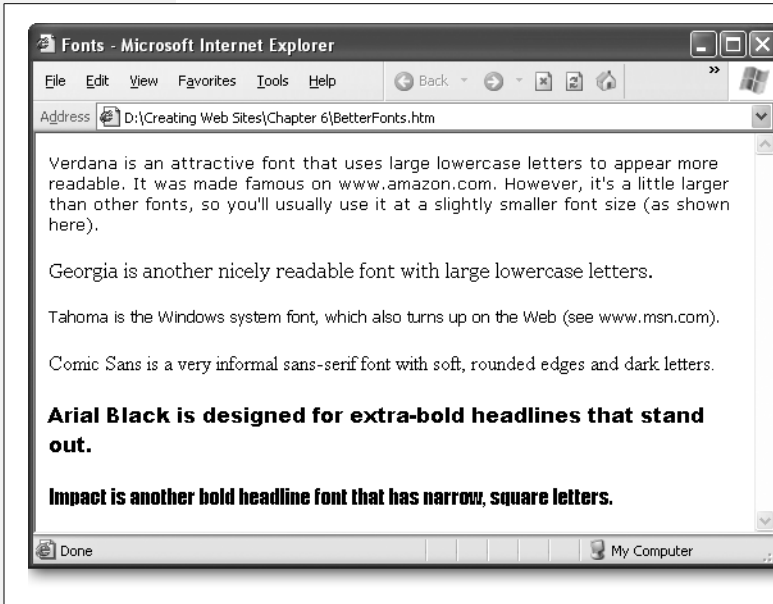 Fonts - Microsoft Internet Explorer
File Edit View Favorites Tools Help Back »
Address D:\Creating Web Sites\Chapter 6\BetterFonts.htm
Verdana is an attractive font that uses large lowercase letters to appear more
readable. It was made famous on www.amazon.com. However, it's a little larger
than other fonts, so you'll usually use it at a slightly smaller font size (as shown
here).
Georgia is another nicely readable font with large lowercase letters.
Tahoma is the Windows system font, which also turns up on the Web (see www.msn.com).
Comic Sans is a very informal sans-serif font with soft, rounded edges and dark letters.
Arial Black is designed for extra-bold headlines that stand
out.
Impact is another bold headline font that has narrow, square letters.
Done My Computer